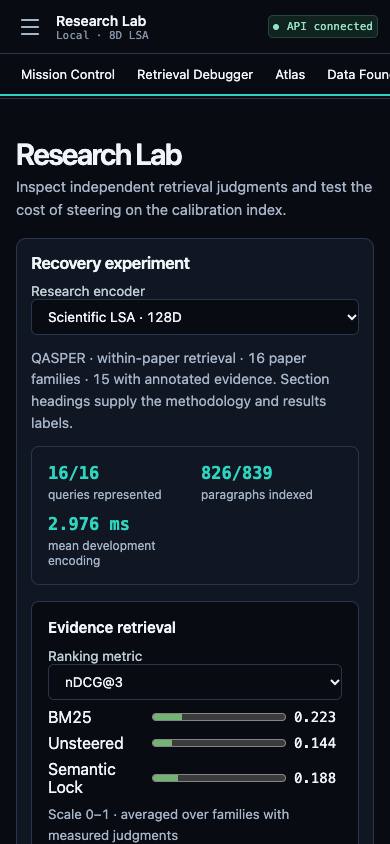 Research Lab
Local · 8D LSA
API connected
Mission Control Retrieval Debugger Atlas Data Foun
Research Lab
Inspect independent retrieval judgments and test the
cost of steering on the calibration index.
Recovery experiment
Research encoder
Scientific LSA · 128D
QASPER · within-paper retrieval · 16 paper
families · 15 with annotated evidence. Section
headings supply the methodology and results
labels.
16/16 826/839
queries represented paragraphs indexed
2.976 ms
mean development
encoding
Evidence retrieval
Ranking metric
nDCG@3
BM25 0.223
Unsteered 0.144
Semantic
Lock 0.188
Scale 0–1 · averaged over families with
measured judgments